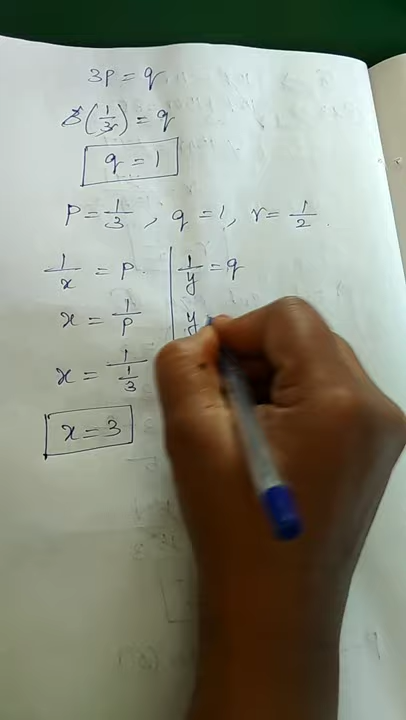 3P = q
3(1/3) = q
q = 1
P = 1/3 , q = 1, r = 1/2
1/x = P
x = 1/P
x = 1/(1/3)
x = 3
1/y = q
y